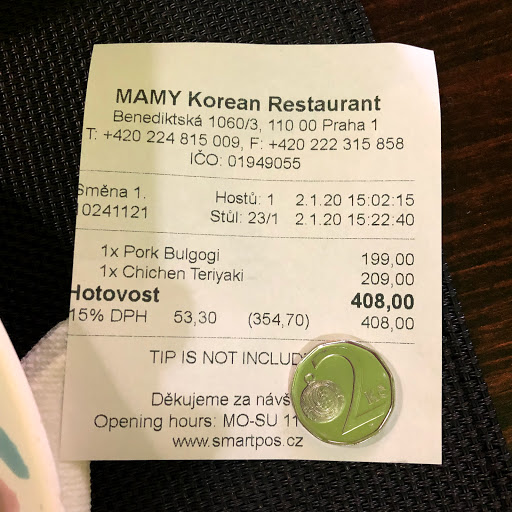 MAMY Korean Restaurant
Benediktská 1060/3, 110 00 Praha 1
T: +420 224 815 009, F: +420 222 315 858
IČO: 01949055
Směna 1. Hostů: 1 2.1.20 15:02:15
10241121 Stůl: 23/1 2.1.20 15:22:40
1x Pork Bulgogi 199,00
1x Chichen Teriyaki 209,00
Hotovost 408,00
15% DPH 53,30 (354,70) 408,00
TIP IS NOT INCLUD
Děkujeme za návš
Opening hours: MO-SU 11
www.smartpos.cz
2 Kč